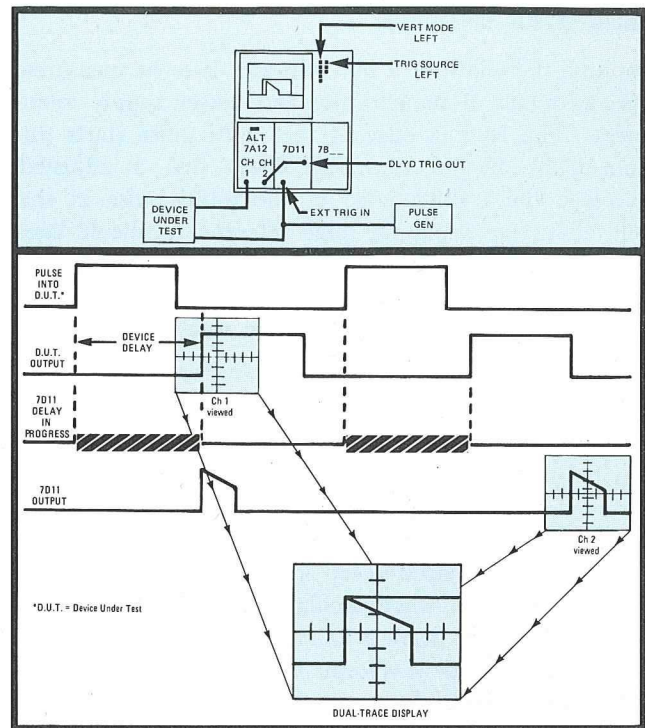 VERT MODE
LEFT
TRIG SOURCE
LEFT
ALT
7A12 7D11 7B__
CH CH
1 2
DLYD TRIG OUT
EXT TRIG IN
DEVICE
UNDER
TEST
PULSE
GEN
PULSE
INTO
D.U.T.*
DEVICE
DELAY
D.U.T.
OUTPUT
Ch 1
viewed
7D11
DELAY
IN
PROGRESS
7D11
OUTPUT
Ch 2
viewed
*D.U.T. = Device Under Test
DUAL-TRACE DISPLAY